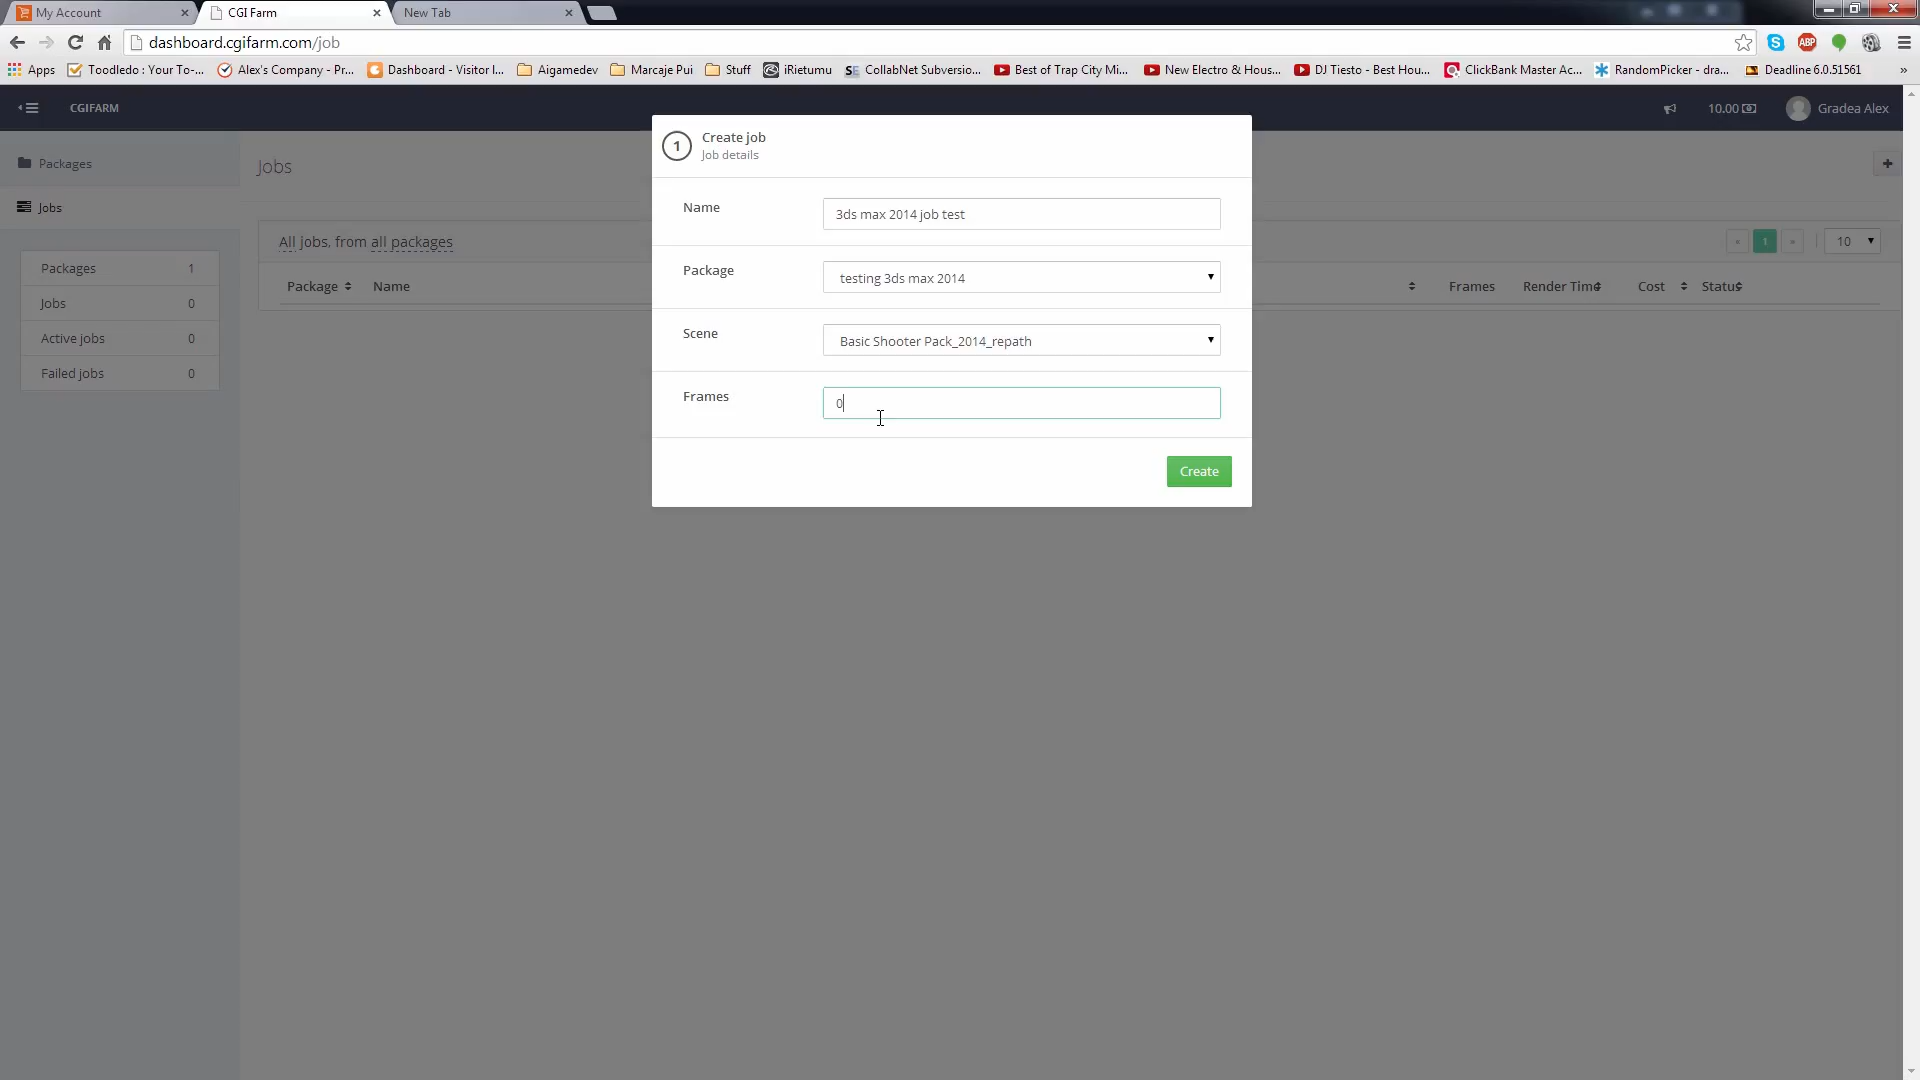 My Account
CGI Farm
New Tab
dashboard.cgifarm.com/job
Apps
Toodledo : Your To-...
Alex's Company - Pr...
Dashboard - Visitor I...
Aigamedev
Marcaje Pui
Stuff
iRietumu
CollabNet Subversio...
Best of Trap City Mi...
New Electro & Hous...
DJ Tiesto - Best Hou...
ClickBank Master Ac...
RandomPicker - dra...
Deadline 6.0.51561
»
CGIFARM
10.00
Gradea Alex
Packages
Jobs
Packages 1
Jobs 0
Active jobs 0
Failed jobs 0
Jobs
+
All jobs, from all packages
« 1 » 10
Package Name Frames Render Time Cost Status
1
Create job
Job details
Name
3ds max 2014 job test
Package
testing 3ds max 2014
Scene
Basic Shooter Pack_2014_repath
Frames
0
Create